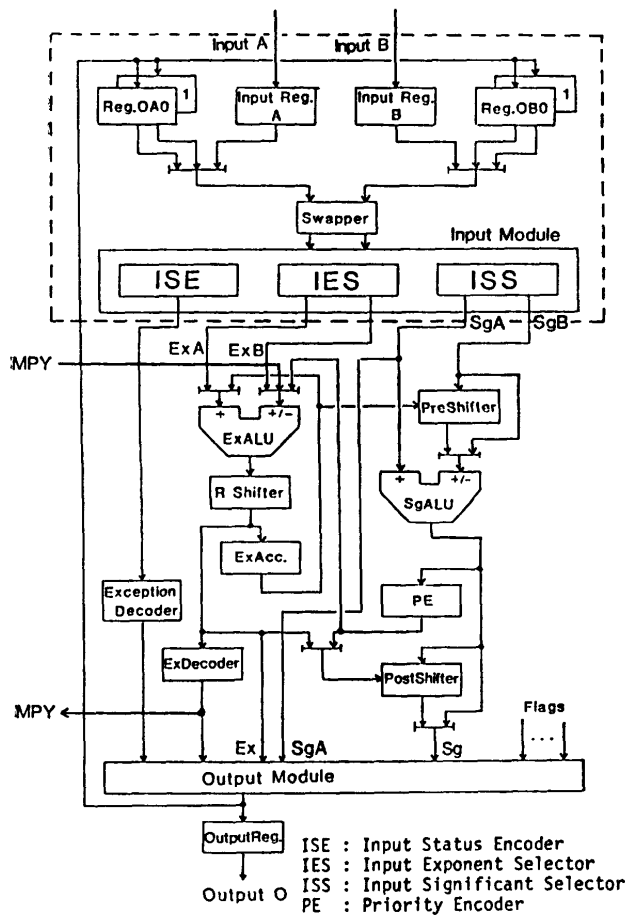 Input A
Input B
Reg.OA0
1
Input Reg.
A
Input Reg.
B
Reg.OB0
1
Swapper
Input Module
ISE
IES
ISS
SgA
SgB
ExA
ExB
MPY
+
+/-
ExALU
PreShifter
R Shifter
+
+/-
SgALU
ExAcc.
Exception
Decoder
PE
ExDecoder
PostShifter
MPY
Ex
SgA
Sg
Flags
...
Output Module
OutputReg.
Output O
ISE : Input Status Encoder
IES : Input Exponent Selector
ISS : Input Significant Selector
PE : Priority Encoder